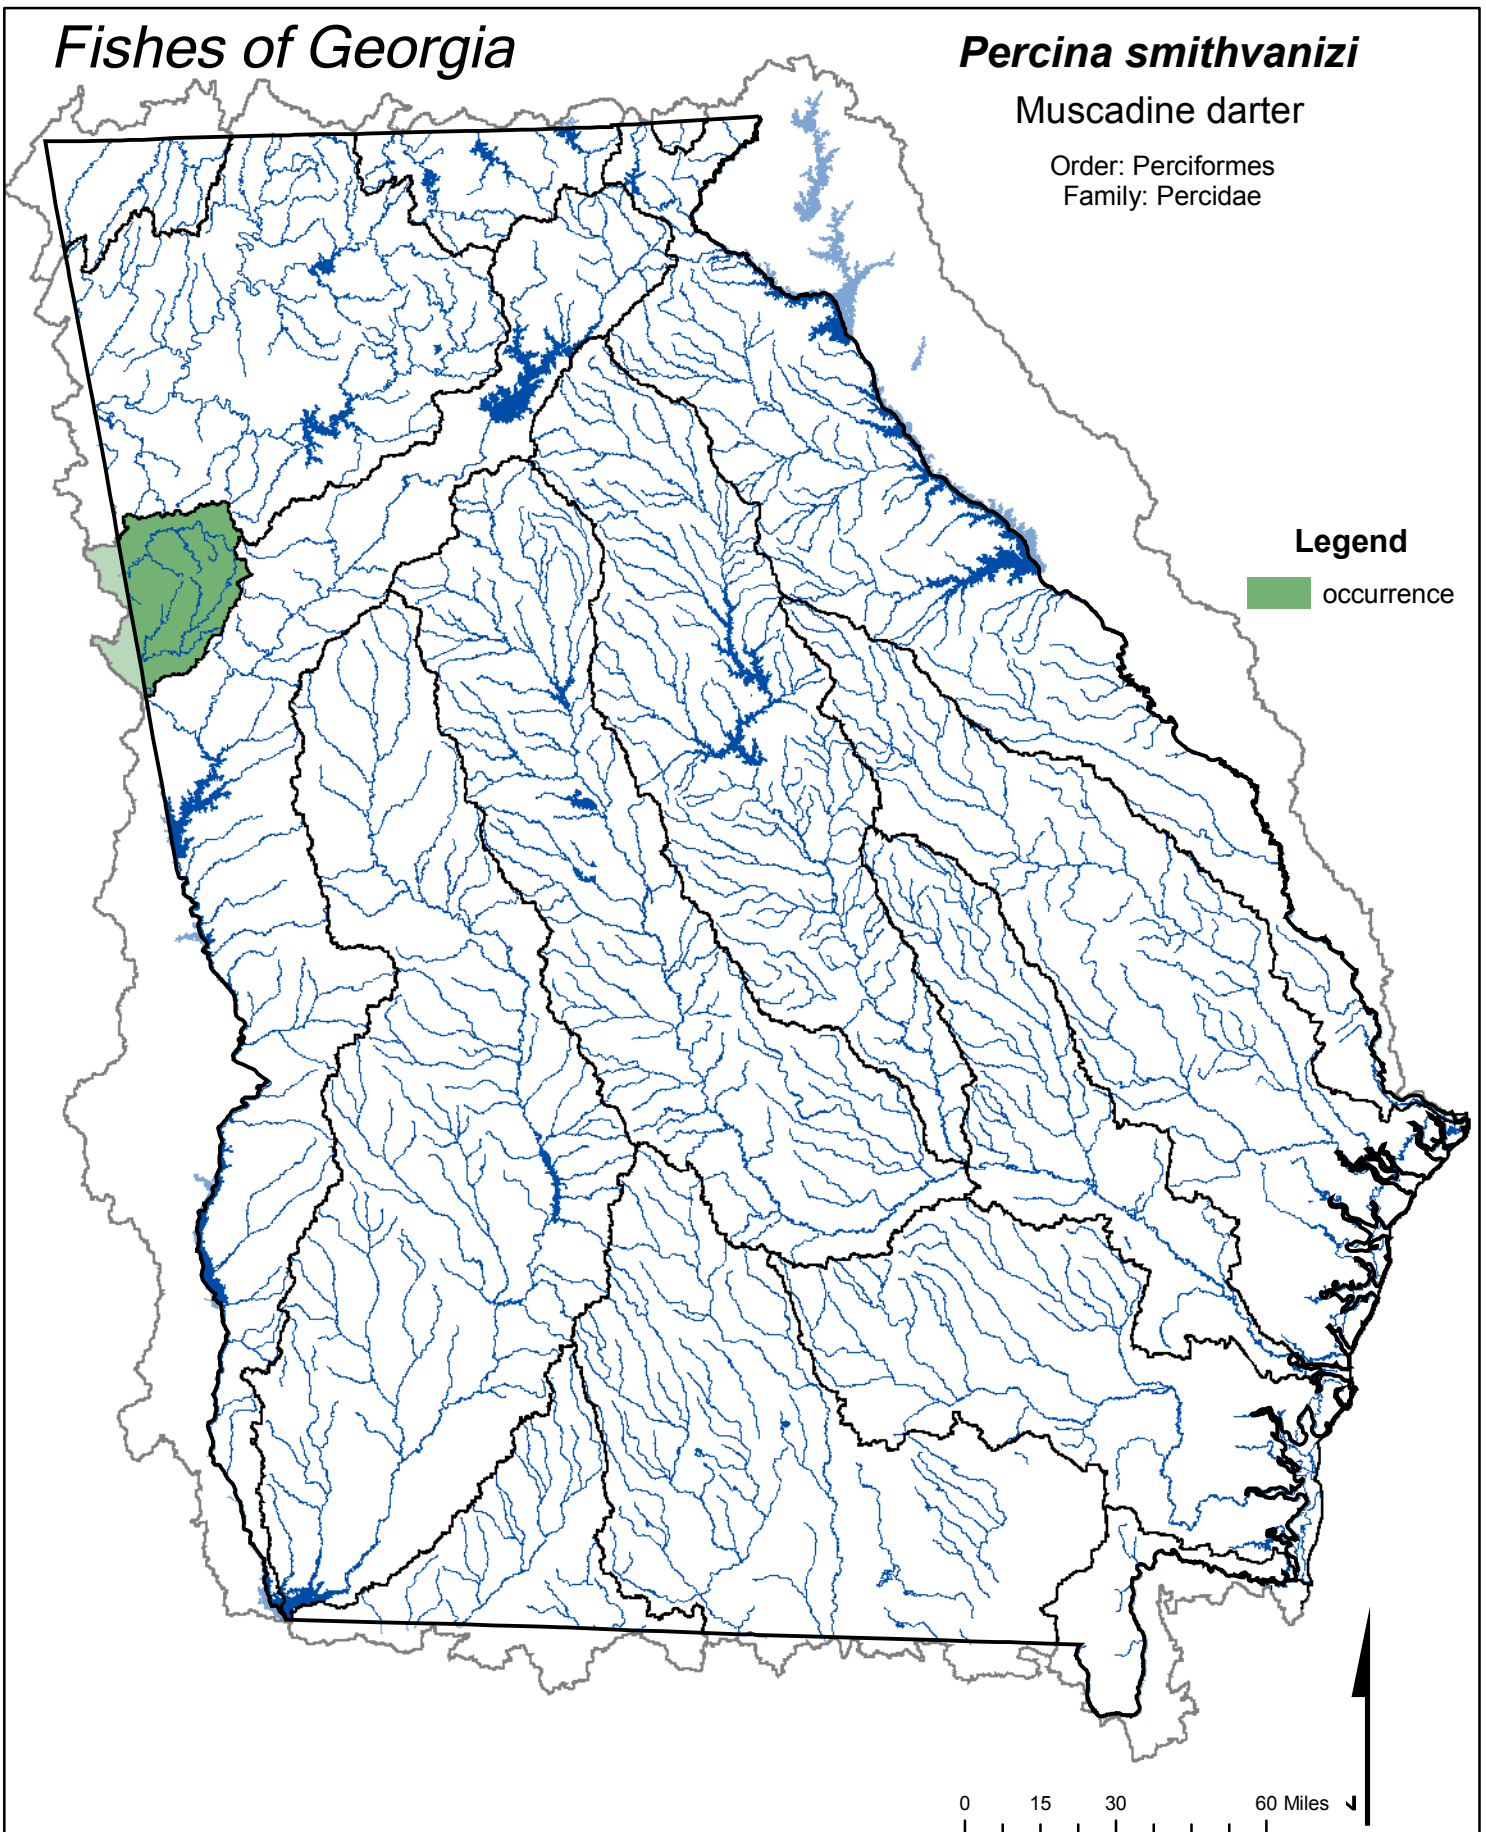 Fishes of Georgia
Percina smithvanizi
Muscadine darter
Order: Perciformes
Family: Percidae
Legend
occurrence
0 15 30 60 Miles